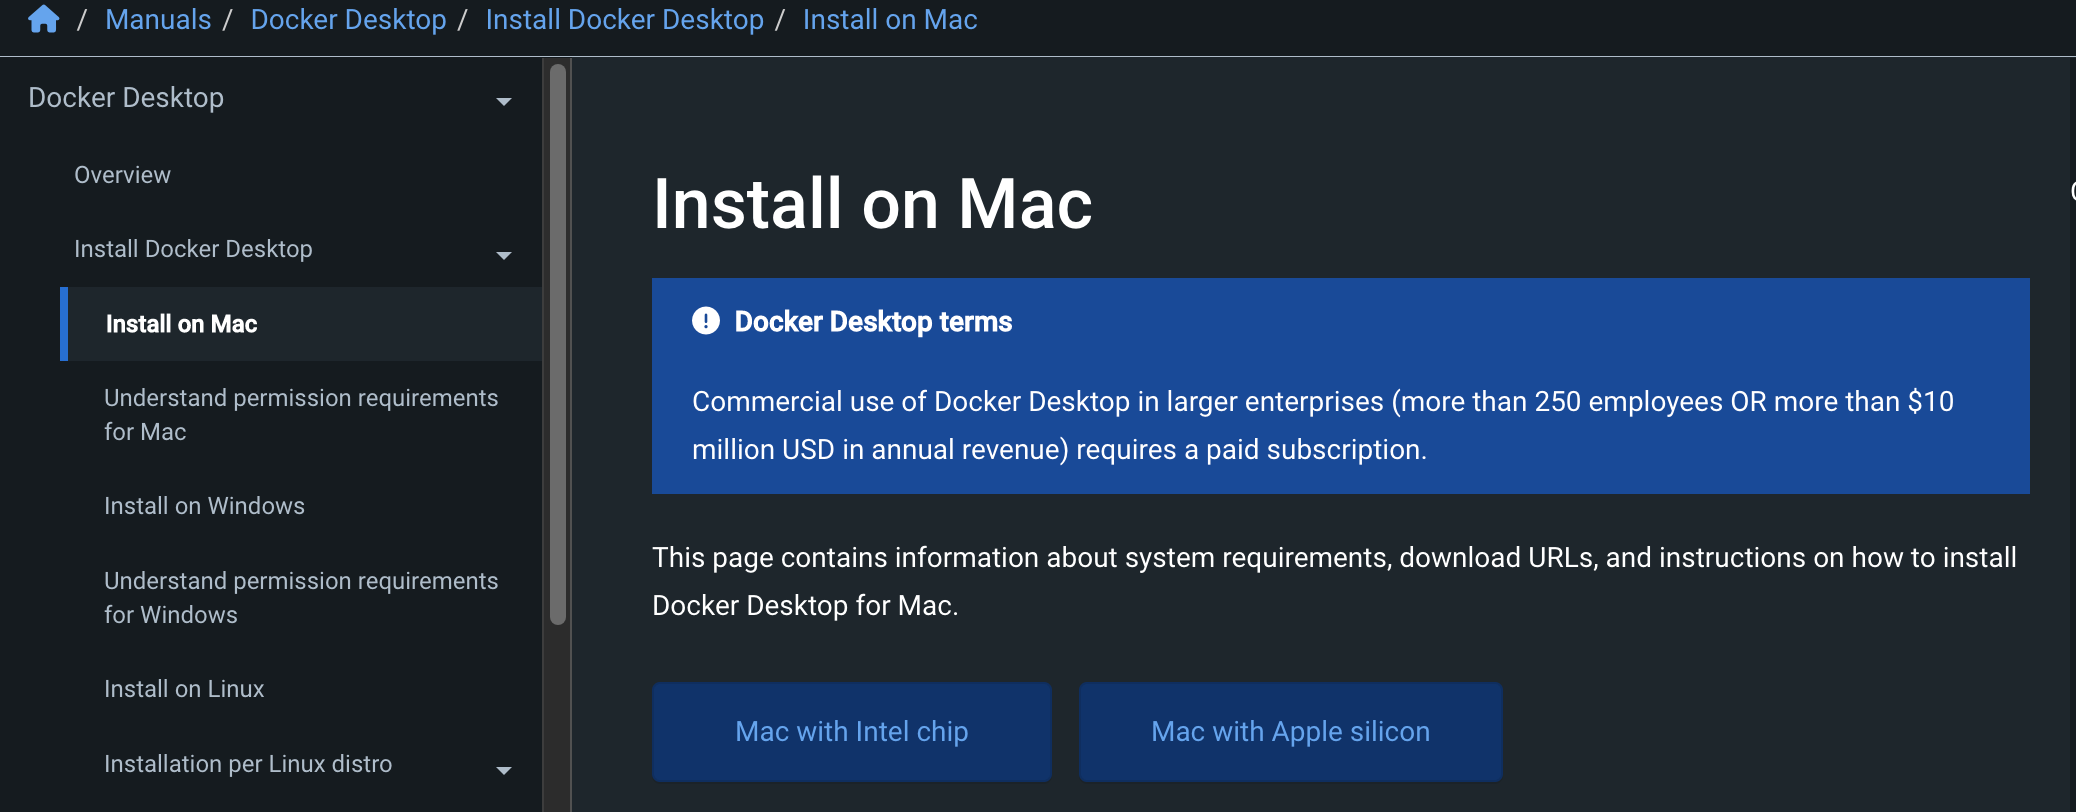 / Manuals / Docker Desktop / Install Docker Desktop / Install on Mac
Docker Desktop
Overview
Install Docker Desktop
Install on Mac
Understand permission requirements
for Mac
Install on Windows
Understand permission requirements
for Windows
Install on Linux
Installation per Linux distro
Install on Mac
Docker Desktop terms
Commercial use of Docker Desktop in larger enterprises (more than 250 employees OR more than $10
million USD in annual revenue) requires a paid subscription.
This page contains information about system requirements, download URLs, and instructions on how to install
Docker Desktop for Mac.
Mac with Intel chip
Mac with Apple silicon